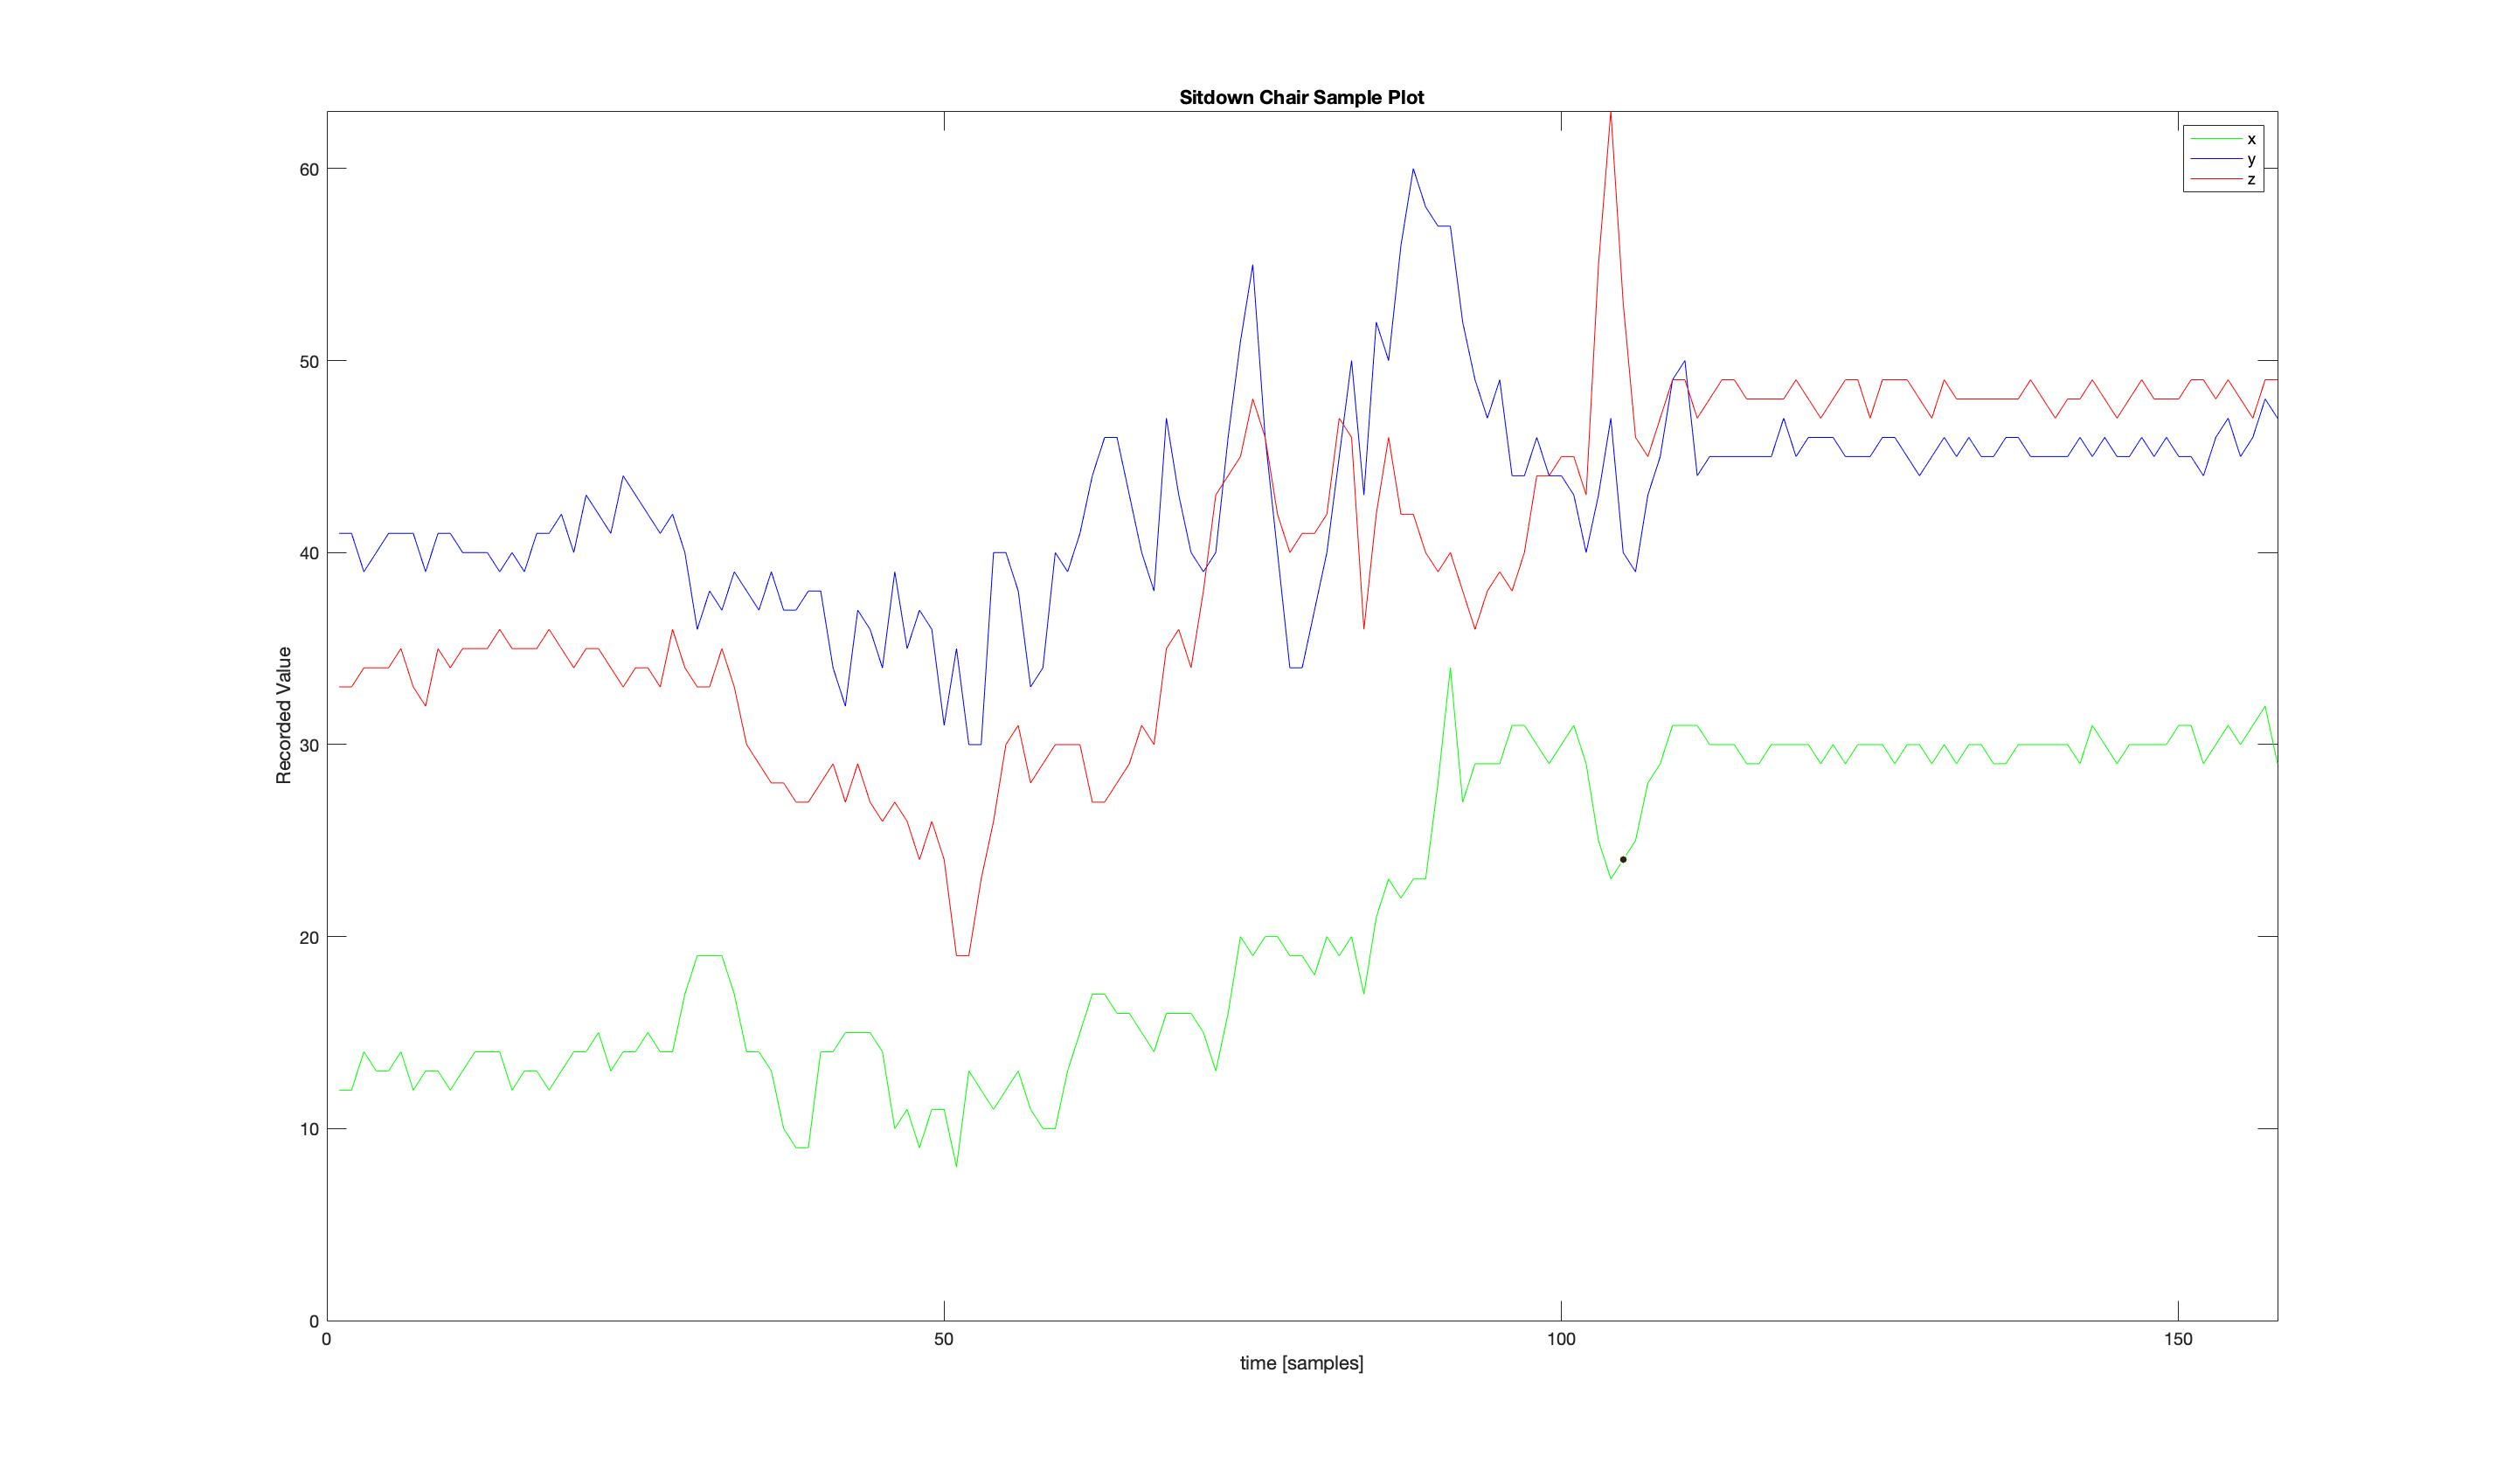 Sitdown Chair Sample Plot
x
y
z
60
50
40
30
20
10
0
Recorded Value
0 50 100 150
time [samples]